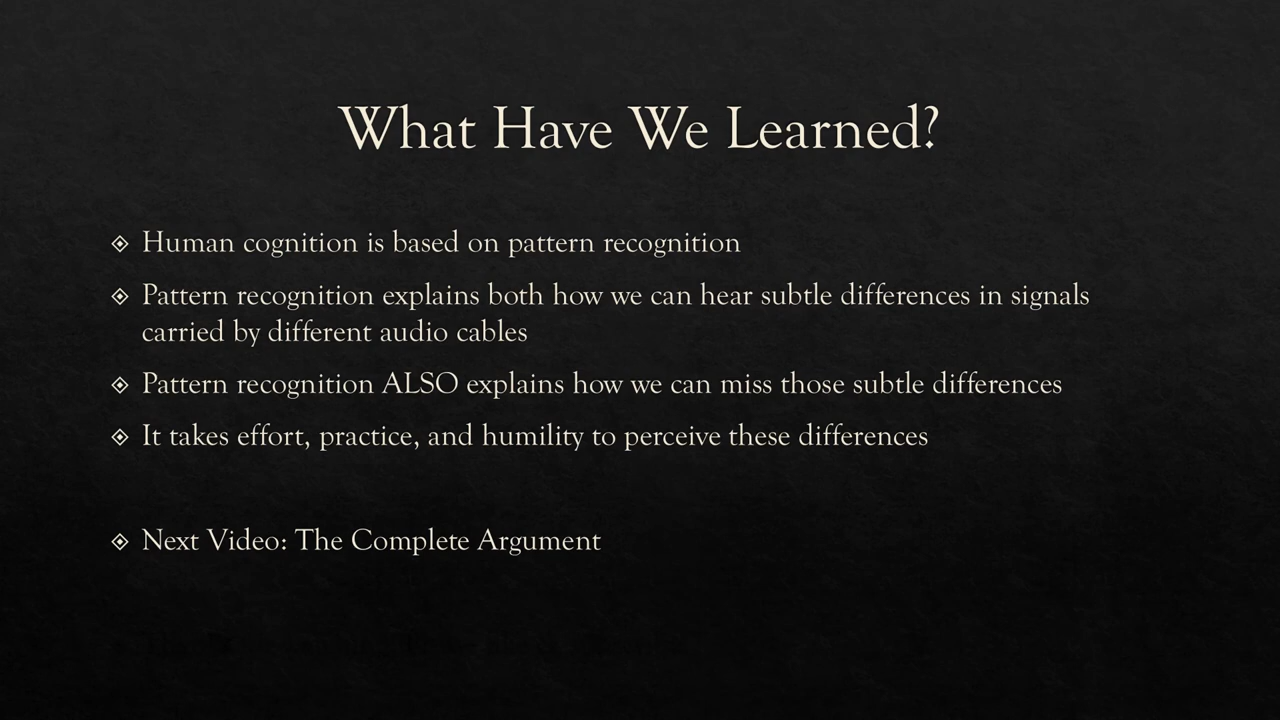 What Have We Learned?
Human cognition is based on pattern recognition
Pattern recognition explains both how we can hear subtle differences in signals
carried by different audio cables
Pattern recognition ALSO explains how we can miss those subtle differences
It takes effort, practice, and humility to perceive these differences
Next Video: The Complete Argument